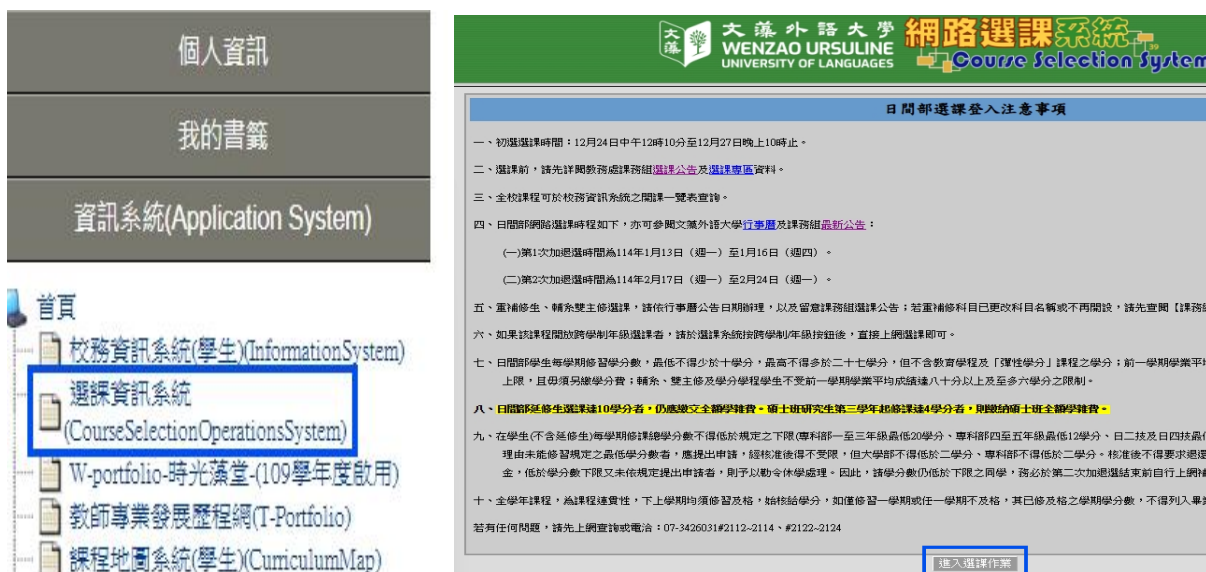 個人資訊
我的書籤
資訊系統(Application System)
首頁
校務資訊系統(學生)(InformationSystem)
選課資訊系統
(CourseSelectionOperationsSystem)
W-portfolio-時光藻堂-(109學年度啟用)
教師專業發展歷程網(T-Portfolio)
課程地圖系統(學生)(CurriculumMap)
文藻
文藻外語大學
WENZAO URSULINE
UNIVERSITY OF LANGUAGES
網路選課系統
Course Selection System
日間部選課登入注意事項
一、初選選課時間：12月24日中午12時10分至12月27日晚上10時止。
二、選課前，請先詳閱教務處課務組選課公告及選課專區資料。
三、全校課程可於校務資訊系統之開課一覽表查詢。
四、日間部網路選課時程如下，亦可參閱文藻外語大學行事曆及課務組最新公告：
(一)第1次加退選時間為114年1月13日（週一）至1月16日（週四）。
(二)第2次加退選時間為114年2月17日（週一）至2月24日（週一）。
五、重補修生、輔系雙主修選課，請依行事曆公告日期辦理，以及留意課務組選課公告；若重補修科目已更改科目名稱或不再開設，請先查閱【課務
六、如果該課程開放跨學制年級選課者，請於選課系統按跨學制/年級按鈕後，直接上網選課即可。
七、日間部學生每學期修習學分數，最低不得少於十學分，最高不得多於二十七學分，但不含教育學程及「彈性學分」課程之學分；前一學期學業平
上限，且毋須另繳學分費；輔系、雙主修及學分學程學生不受前一學期學業平均成績達八十分以上及至多六學分之限制。
八、日間部延修生選課達10學分者，仍應繳交全額學雜費。碩士班研究生第三學年起修課達4學分者，則繳納碩士班全額學雜費。
九、在學生(不含延修生)每學期修課總學分數不得低於規定之下限(專科部一至三年級最低20學分、專科部四至五年級最低12學分、日二技及日四技最低
理由未能修習規定之最低學分數者，應提出申請，經核准後得不受限，但大學部不得低於二學分、專科部不得低於二學分。核准後不得要求退還
金，低於學分數下限又未依規定提出申請者，則予以勒令休學處理。因此，請學分數仍低於下限之同學，務必於第二次加退選結束前自行上網補
十、全學年課程，為課程連貫性，下上學期均須修習及格，始核給學分，如僅修習一學期或任一學期不及格，其已修及格之學期學分數，不得列入畢
若有任何問題，請先上網查詢或電洽：07-3426031#2112~2114、#2122~2124
進入選課作業